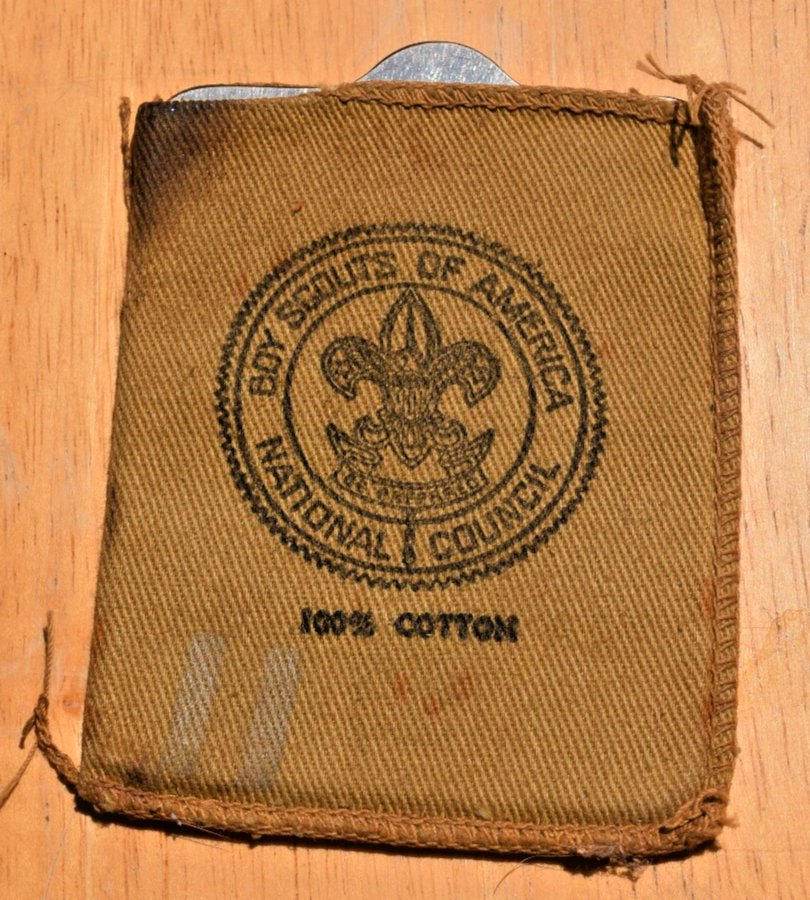 BOY SCOUTS OF AMERICA
BE PREPARED
NATIONAL COUNCIL
100% COTTON